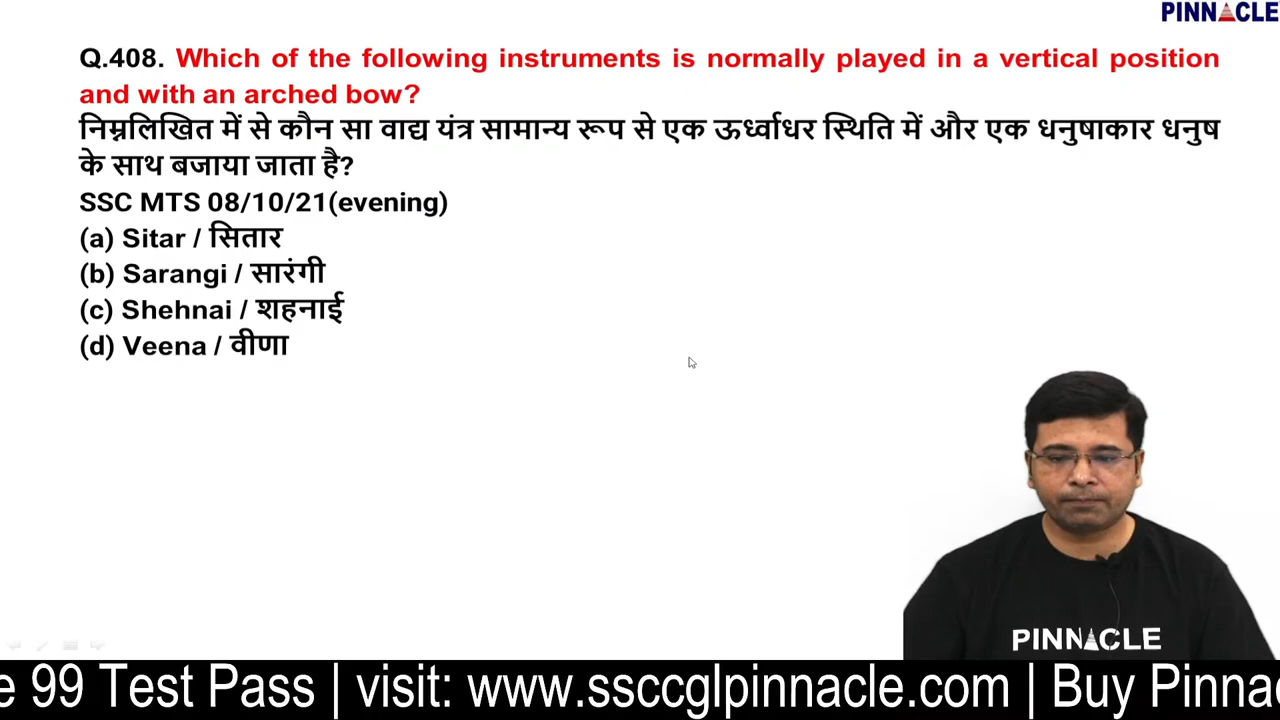 PINNACLE
Q.408. Which of the following instruments is normally played in a vertical position
and with an arched bow?
निम्नलिखित में से कौन सा वाद्य यंत्र सामान्य रूप से एक ऊर्ध्वाधर स्थिति में और एक धनुषाकार धनुष
के साथ बजाया जाता है?
SSC MTS 08/10/21(evening)
(a) Sitar / सितार
(b) Sarangi / सारंगी
(c) Shehnai / शहनाई
(d) Veena / वीणा
PINNACLE
e 99 Test Pass | visit: www.ssccglpinnacle.com | Buy Pinna